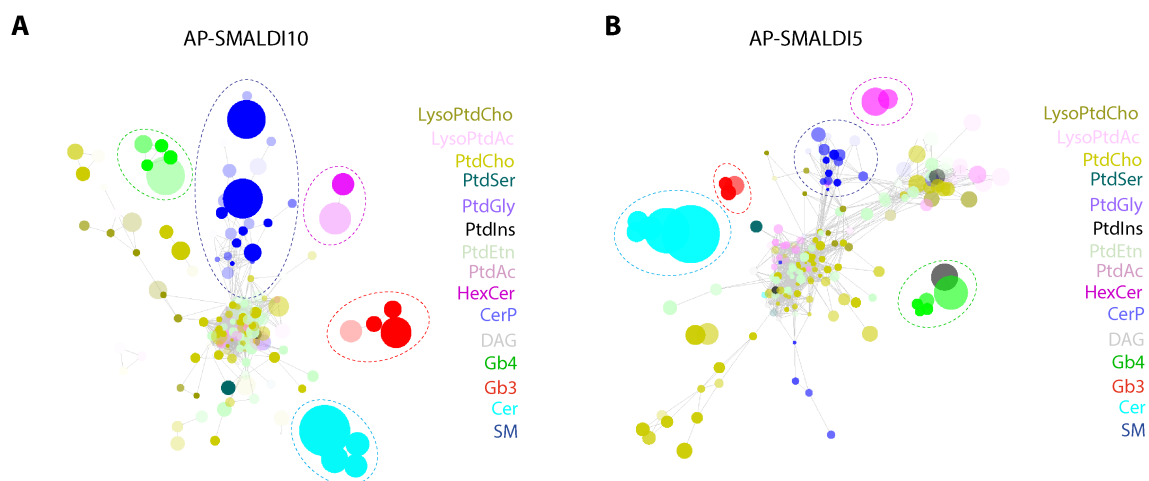 A
AP-SMALDI10
LysoPtdCho
LysoPtdAc
PtdCho
PtdSer
PtdGly
PtdIns
PtdEtn
PtdAc
HexCer
CerP
DAG
Gb4
Gb3
Cer
SM
B
AP-SMALDI5
LysoPtdCho
LysoPtdAc
PtdCho
PtdSer
PtdGly
PtdIns
PtdEtn
PtdAc
HexCer
CerP
DAG
Gb4
Gb3
Cer
SM